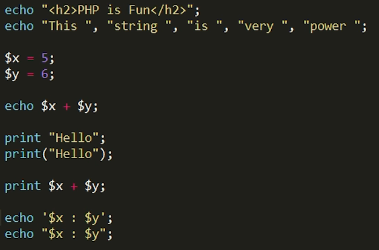 echo "<h2>PHP is Fun</h2>";
echo "This ", "string ", "is ", "very ", "power ";
$x = 5;
$y = 6;
echo $x + $y;
print "Hello";
print("Hello");
print $x + $y;
echo '$x : $y';
echo "$x : $y";